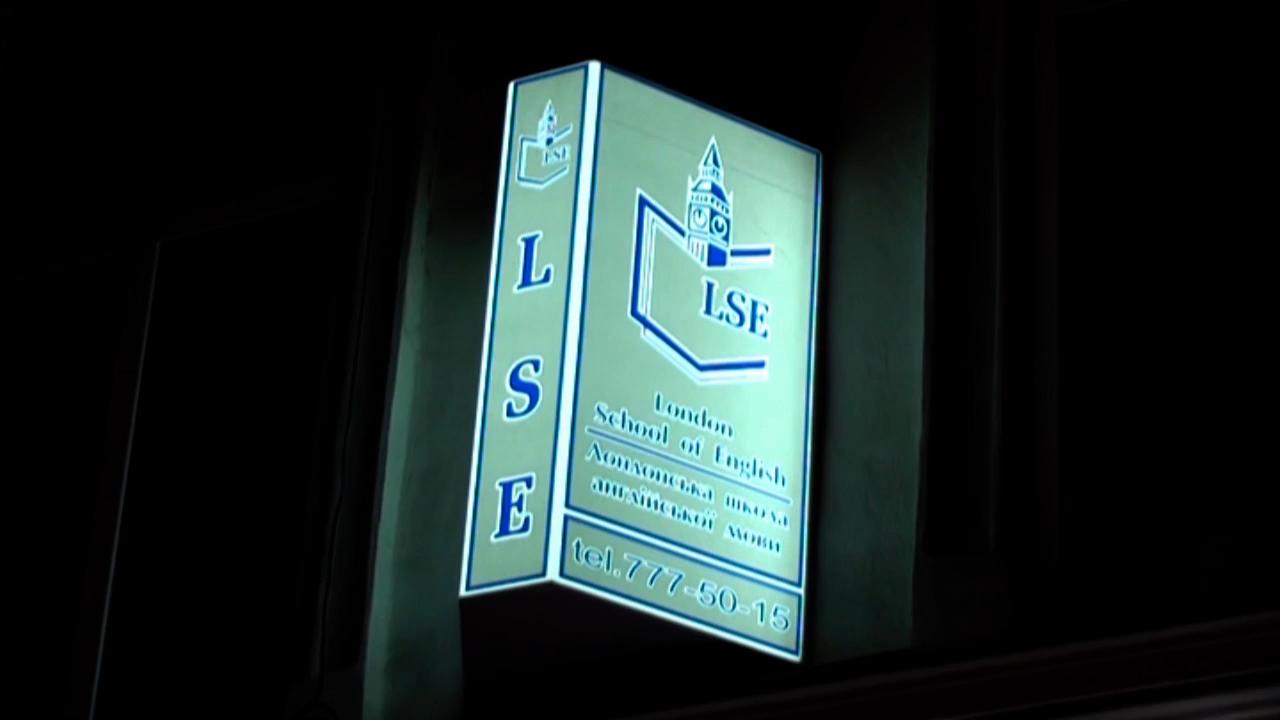 LSE
L
S
E
LSE
London
School of English
Лондонська школа
англійської мови
tel. 777-50-15